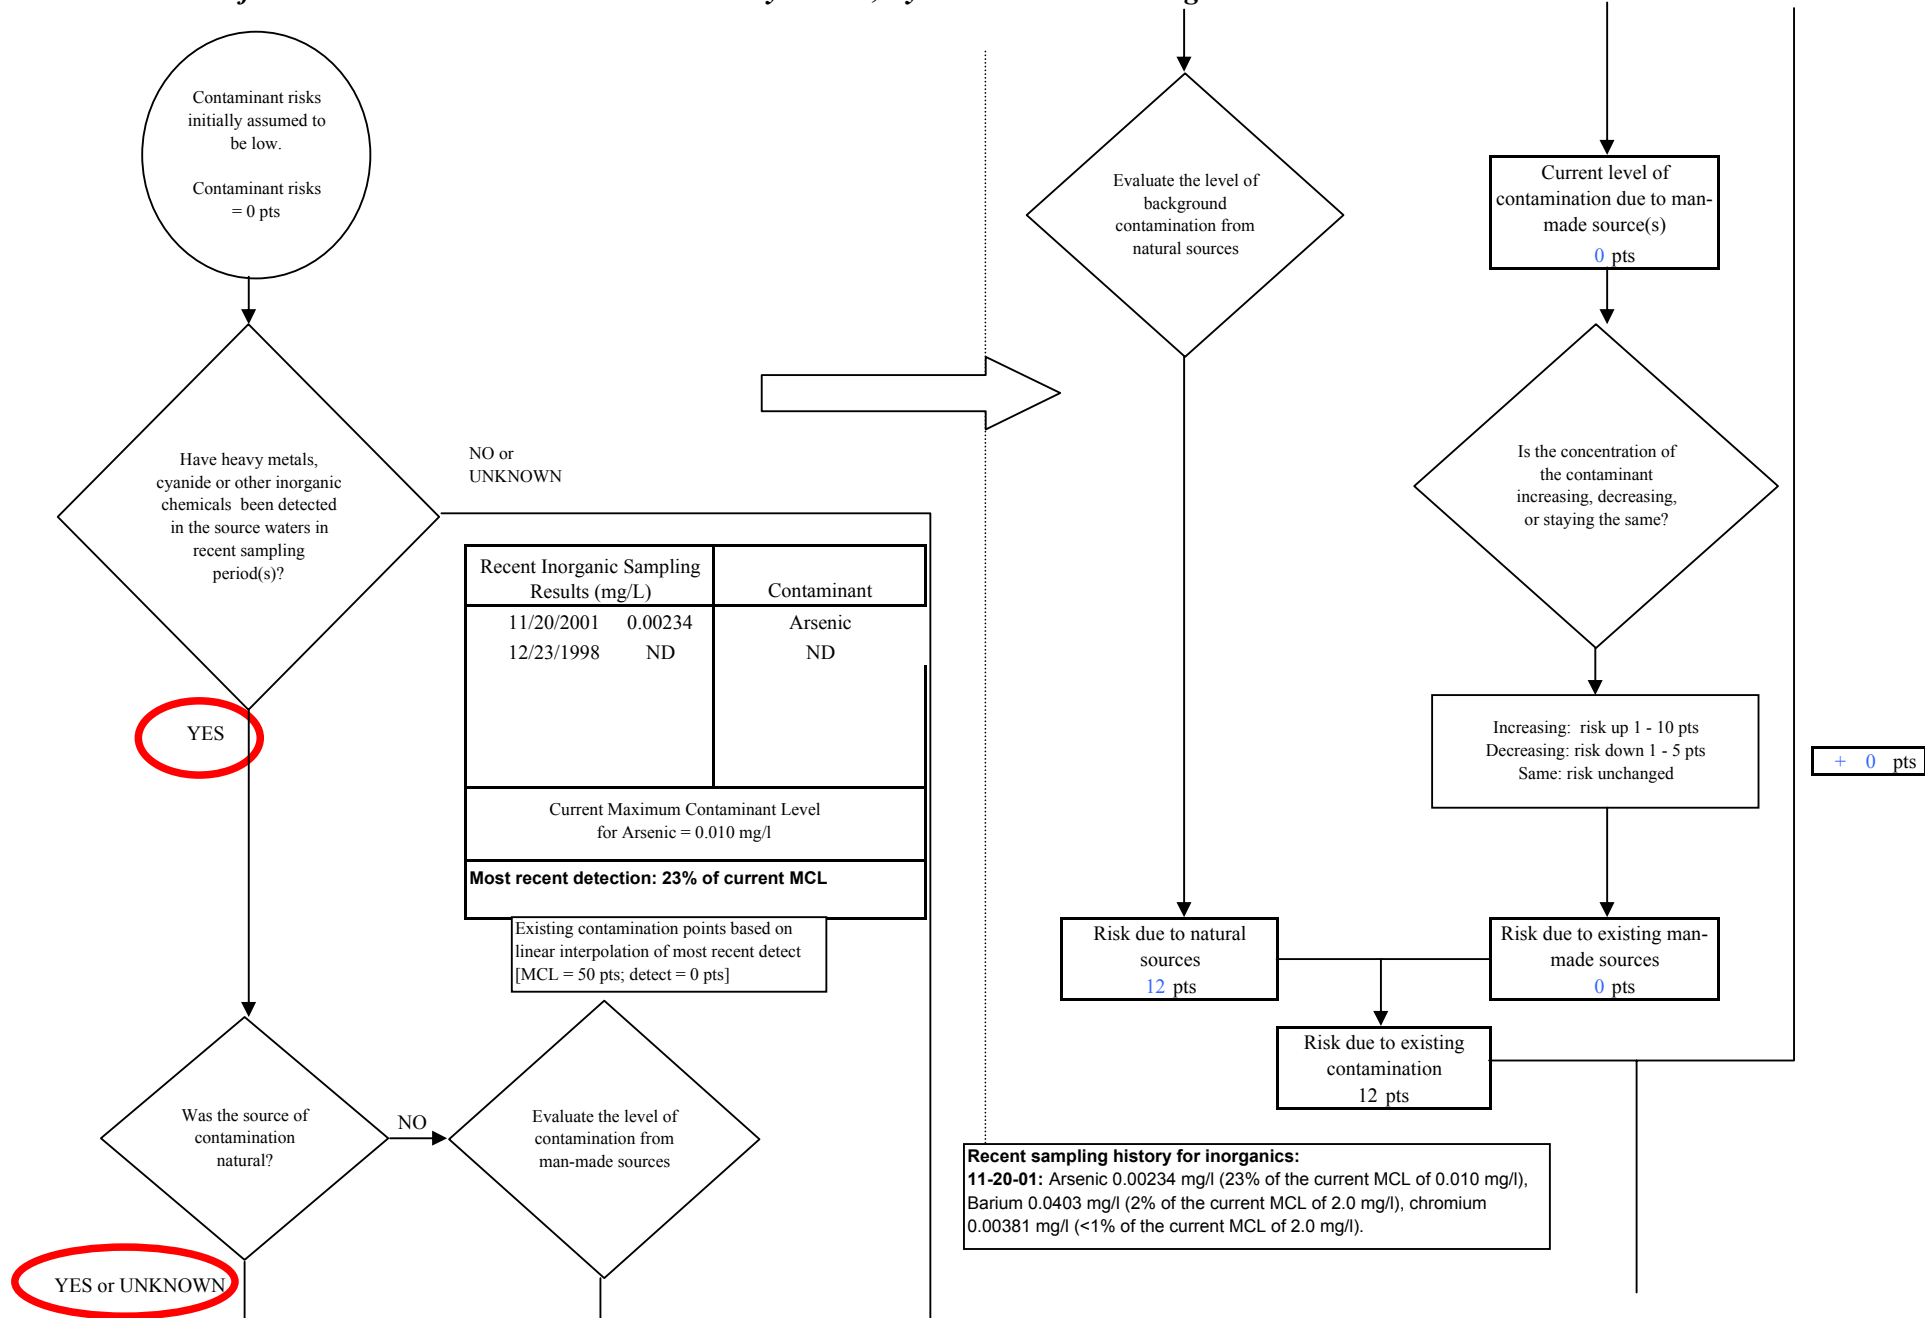 Contaminant risks
initially assumed to
be low.
Contaminant risks
= 0 pts
Have heavy metals,
cyanide or other inorganic
chemicals been detected
in the source waters in
recent sampling
period(s)?
NO or
UNKNOWN
YES
Recent Inorganic Sampling
Results (mg/L)
Contaminant
11/20/2001 0.00234 Arsenic
12/23/1998 ND ND
Current Maximum Contaminant Level
for Arsenic = 0.010 mg/l
Most recent detection: 23% of current MCL
Existing contamination points based on
linear interpolation of most recent detect
[MCL = 50 pts; detect = 0 pts]
Was the source of
contamination
natural?
NO
Evaluate the level of
contamination from
man-made sources
YES or UNKNOWN
Evaluate the level of
background
contamination from
natural sources
Current level of
contamination due to man-
made source(s)
0 pts
Is the concentration of
the contaminant
increasing, decreasing,
or staying the same?
Increasing: risk up 1 - 10 pts
Decreasing: risk down 1 - 5 pts
Same: risk unchanged
+ 0 pts
Risk due to natural
sources
12 pts
Risk due to existing man-
made sources
0 pts
Risk due to existing
contamination
12 pts
Recent sampling history for inorganics:
11-20-01: Arsenic 0.00234 mg/l (23% of the current MCL of 0.010 mg/l),
Barium 0.0403 mg/l (2% of the current MCL of 2.0 mg/l), chromium
0.00381 mg/l (<1% of the current MCL of 2.0 mg/l).